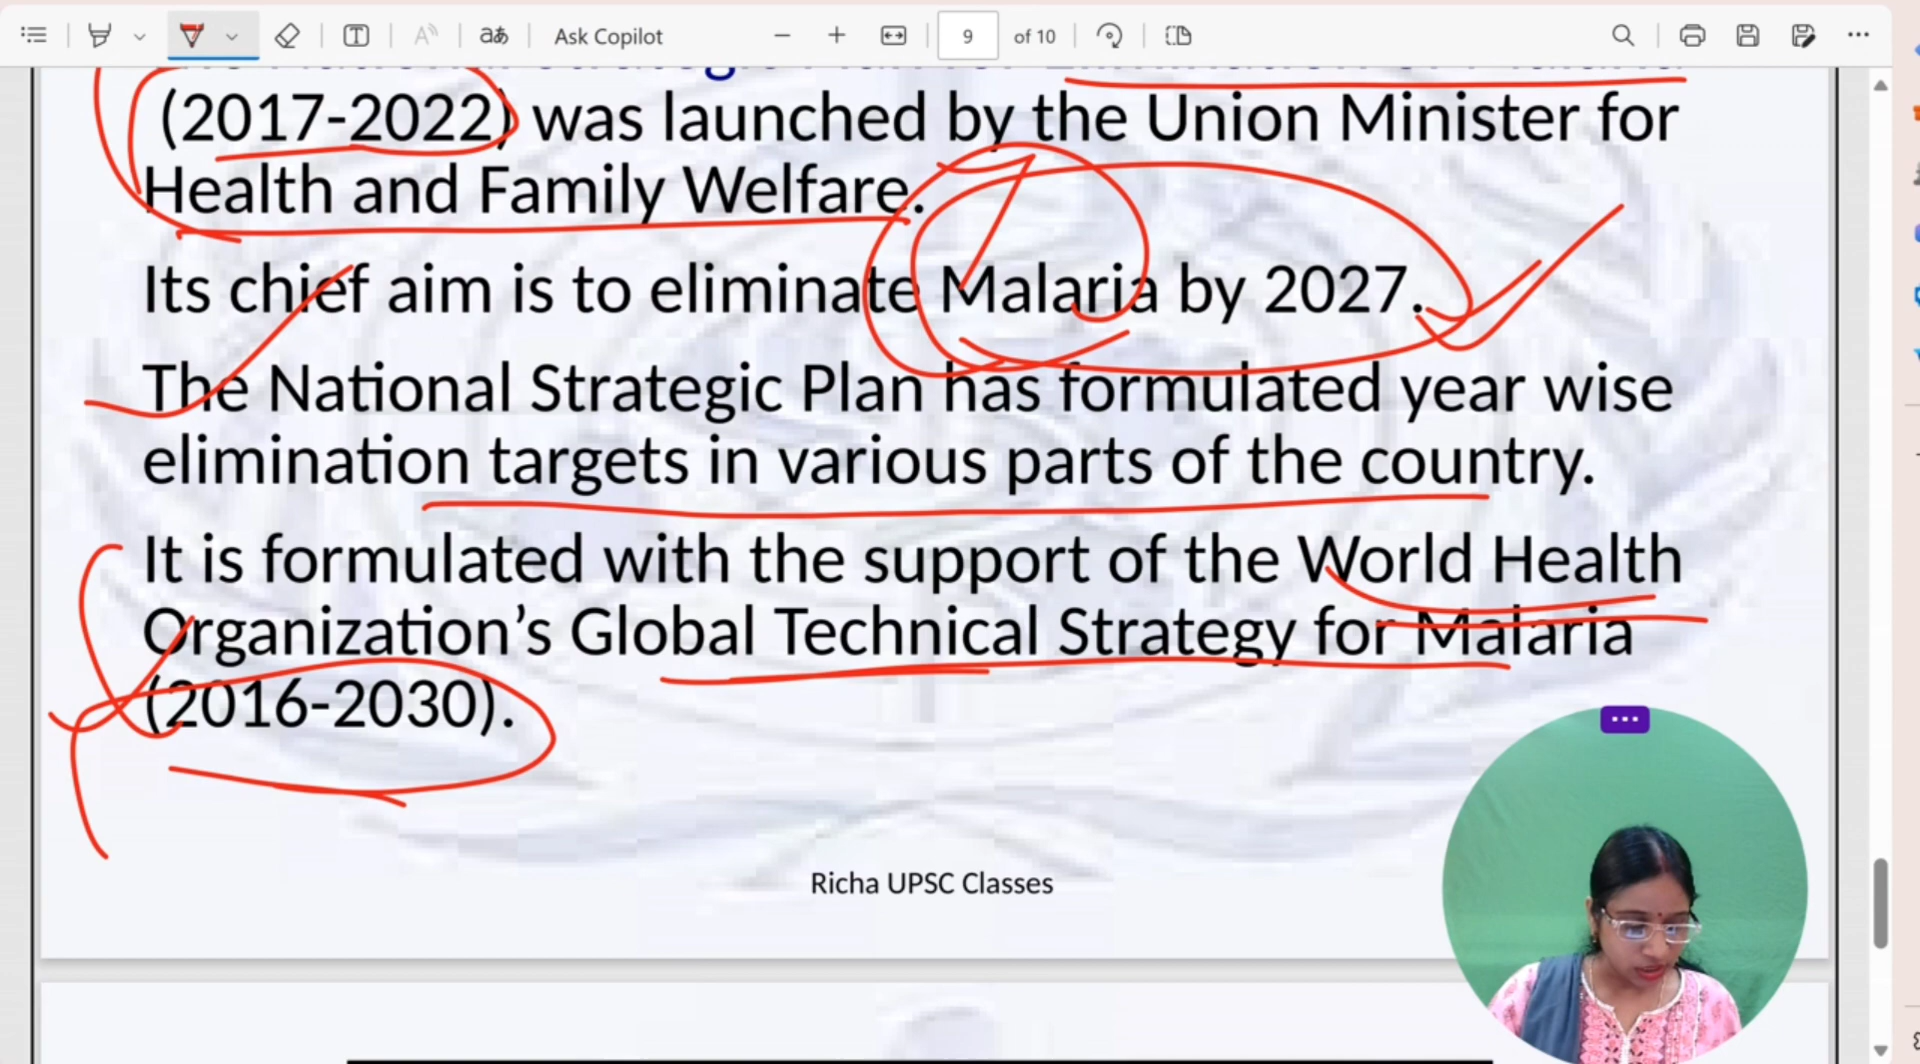 Ask Copilot
9 of 10
(2017-2022) was launched by the Union Minister for
Health and Family Welfare.
Its chief aim is to eliminate Malaria by 2027.
The National Strategic Plan has formulated year wise
elimination targets in various parts of the country.
It is formulated with the support of the World Health
Organization’s Global Technical Strategy for Malaria
(2016-2030).
Richa UPSC Classes